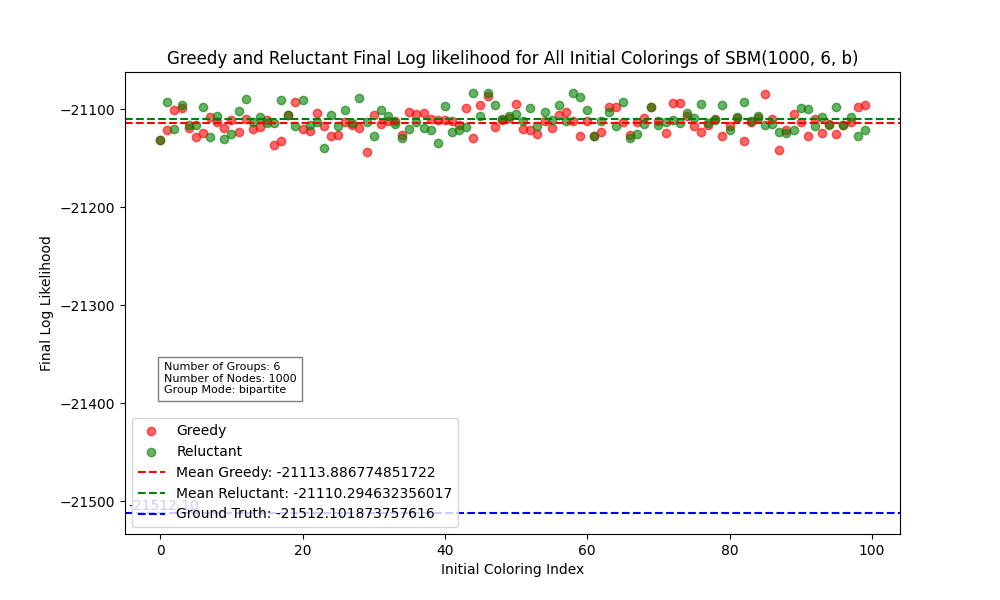 Greedy and Reluctant Final Log likelihood for All Initial Colorings of SBM(1000, 6, b)
Final Log Likelihood
−21100
−21200
−21300
−21400
−21500
Number of Groups: 6
Number of Nodes: 1000
Group Mode: bipartite
Greedy
Reluctant
Mean Greedy: -21113.886774851722
Mean Reluctant: -21110.294632356017
-21512.10
Ground Truth: -21512.101873757616
0 20 40 60 80 100
Initial Coloring Index